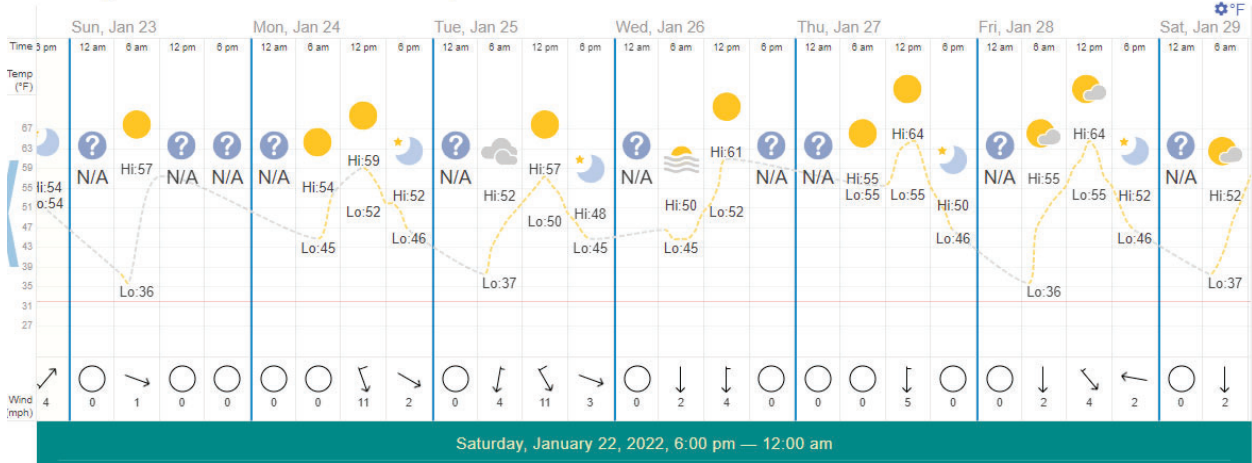 °F
Sun, Jan 23 Mon, Jan 24 Tue, Jan 25 Wed, Jan 26 Thu, Jan 27 Fri, Jan 28 Sat, Jan 29
Time 3 pm 12 am 6 am 12 pm 6 pm 12 am 6 am 12 pm 6 pm 12 am 6 am 12 pm 6 pm 12 am 6 am 12 pm 6 pm 12 am 6 am 12 pm 6 pm 12 am 6 am 12 pm 6 pm 12 am 6 am
Temp
(°F)
67
63
59
55
51
47
43
39
35
31
27
Hi:54
Lo:54
? N/A
Hi:57
Lo:36
? N/A
? N/A
? N/A
Hi:54
Lo:45
Hi:59
Lo:52
Hi:52
Lo:46
? N/A
Hi:52
Lo:37
Hi:57
Lo:50
Hi:48
Lo:45
? N/A
Hi:50
Lo:45
Hi:61
Lo:52
? N/A
? N/A
Hi:55
Lo:55
Hi:64
Lo:55
Hi:50
Lo:46
? N/A
Hi:55
Lo:36
Hi:64
Lo:55
Hi:52
Lo:46
? N/A
Hi:52
Lo:37
Wind
(mph)
4 0 1 0 0 0 0 11 2 0 4 11 3 0 2 2 4 0 0 0 5 0 0 2 4 2 0 2
Saturday, January 22, 2022, 6:00 pm — 12:00 am